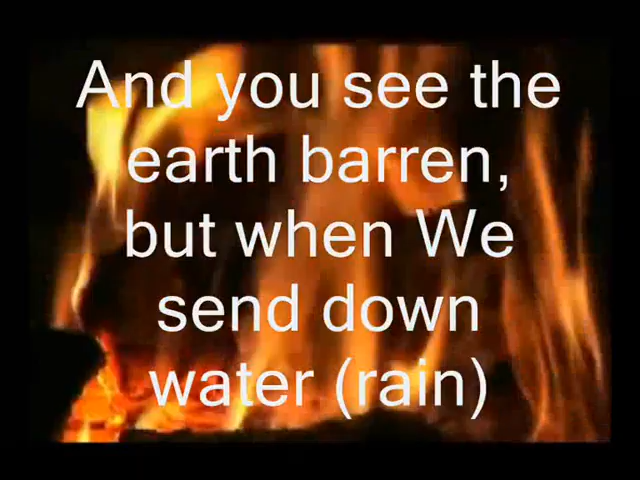 And you see the
earth barren,
but when We
send down
water (rain)